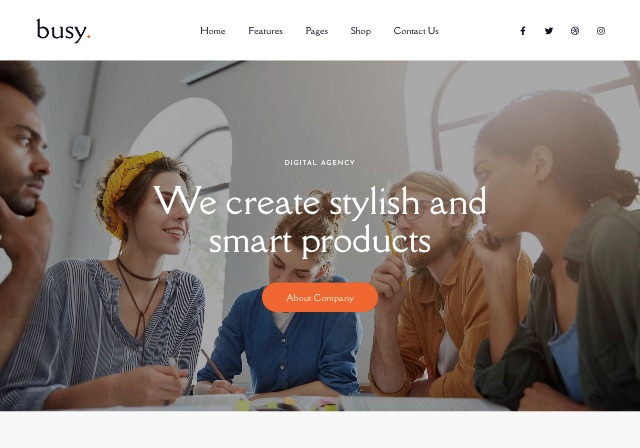 busy.
Home Features Pages Shop Contact Us
DIGITAL AGENCY
We create stylish and
smart products
About Company